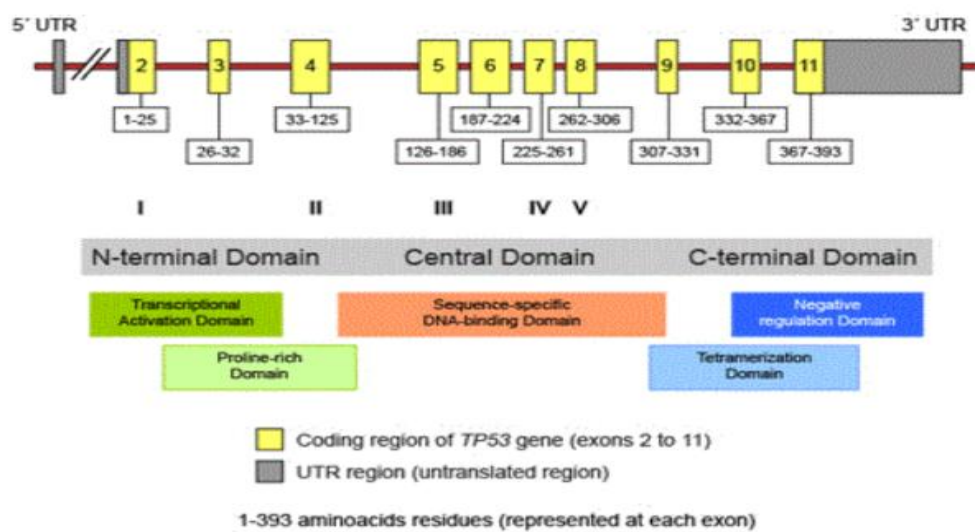 5' UTR 3' UTR
2 3 4 5 6 7 8 9 10 11
1-25 33-125 187-224 262-306 332-367
26-32 126-186 225-261 307-331 367-393
I II III IV V
N-terminal Domain Central Domain C-terminal Domain
Transcriptional Sequence-specific Negative
Activation Domain DNA-binding Domain regulation Domain
Proline-rich Tetramerization
Domain Domain
Coding region of TP53 gene (exons 2 to 11)
UTR region (untranslated region)
1-393 aminoacids residues (represented at each exon)